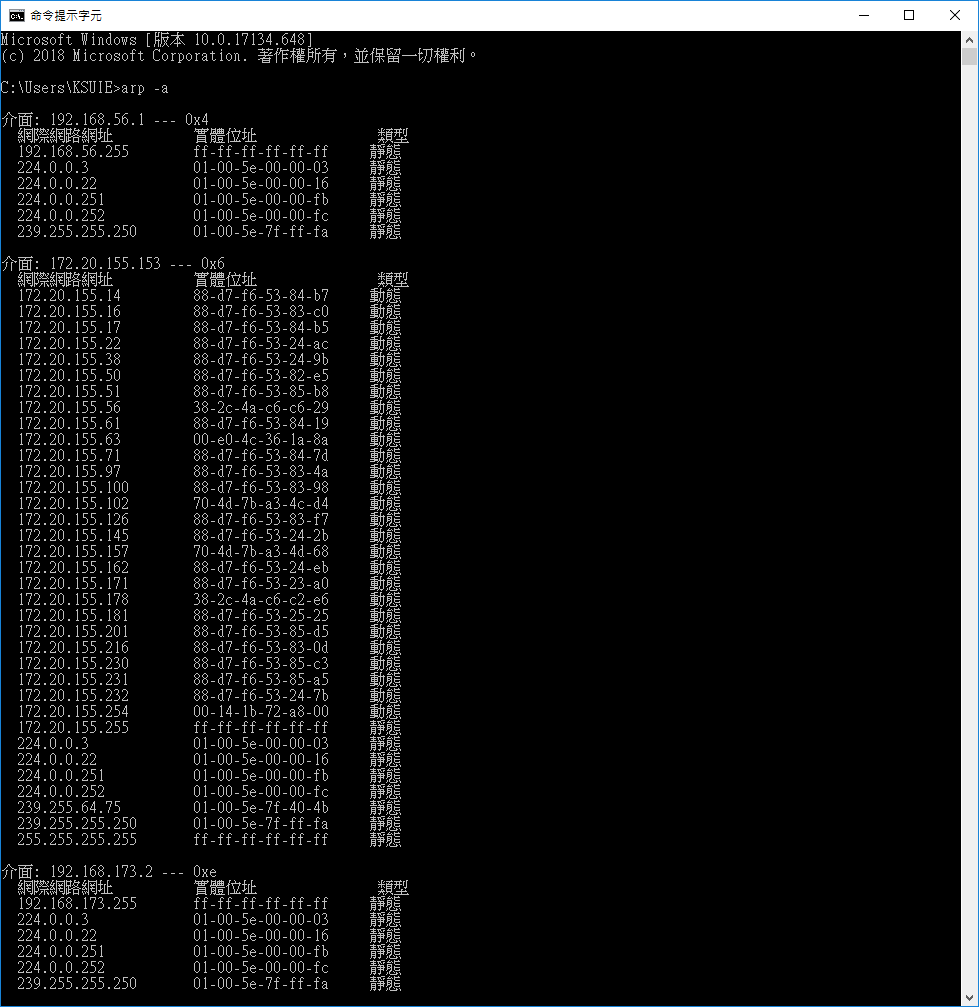 命令提示字元
Microsoft Windows [版本 10.0.17134.648]
(c) 2018 Microsoft Corporation. 著作權所有，並保留一切權利。
C:\Users\KSUIE>arp -a
介面: 192.168.56.1 --- 0x4
網際網路網址 實體位址 類型
192.168.56.255 ff-ff-ff-ff-ff-ff 靜態
224.0.0.3 01-00-5e-00-00-03 靜態
224.0.0.22 01-00-5e-00-00-16 靜態
224.0.0.251 01-00-5e-00-00-fb 靜態
224.0.0.252 01-00-5e-00-00-fc 靜態
239.255.255.250 01-00-5e-7f-ff-fa 靜態
介面: 172.20.155.153 --- 0x6
網際網路網址 實體位址 類型
172.20.155.14 88-d7-f6-53-84-b7 動態
172.20.155.16 88-d7-f6-53-83-c0 動態
172.20.155.17 88-d7-f6-53-84-b5 動態
172.20.155.22 88-d7-f6-53-24-ac 動態
172.20.155.38 88-d7-f6-53-24-9b 動態
172.20.155.50 88-d7-f6-53-82-e5 動態
172.20.155.51 88-d7-f6-53-85-b8 動態
172.20.155.56 38-2c-4a-c6-c6-29 動態
172.20.155.61 88-d7-f6-53-84-19 動態
172.20.155.63 00-e0-4c-36-1a-8a 動態
172.20.155.71 88-d7-f6-53-84-7d 動態
172.20.155.97 88-d7-f6-53-83-4a 動態
172.20.155.100 88-d7-f6-53-83-98 動態
172.20.155.102 70-4d-7b-a3-4c-d4 動態
172.20.155.126 88-d7-f6-53-83-f7 動態
172.20.155.145 88-d7-f6-53-24-2b 動態
172.20.155.157 70-4d-7b-a3-4d-68 動態
172.20.155.162 88-d7-f6-53-24-eb 動態
172.20.155.171 88-d7-f6-53-23-a0 動態
172.20.155.178 38-2c-4a-c6-c2-e6 動態
172.20.155.181 88-d7-f6-53-25-25 動態
172.20.155.201 88-d7-f6-53-85-d5 動態
172.20.155.216 88-d7-f6-53-83-0d 動態
172.20.155.230 88-d7-f6-53-85-c3 動態
172.20.155.231 88-d7-f6-53-85-a5 動態
172.20.155.232 88-d7-f6-53-24-7b 動態
172.20.155.254 00-14-1b-72-a8-00 動態
172.20.155.255 ff-ff-ff-ff-ff-ff 靜態
224.0.0.3 01-00-5e-00-00-03 靜態
224.0.0.22 01-00-5e-00-00-16 靜態
224.0.0.251 01-00-5e-00-00-fb 靜態
224.0.0.252 01-00-5e-00-00-fc 靜態
239.255.64.75 01-00-5e-7f-40-4b 靜態
239.255.255.250 01-00-5e-7f-ff-fa 靜態
255.255.255.255 ff-ff-ff-ff-ff-ff 靜態
介面: 192.168.173.2 --- 0xe
網際網路網址 實體位址 類型
192.168.173.255 ff-ff-ff-ff-ff-ff 靜態
224.0.0.3 01-00-5e-00-00-03 靜態
224.0.0.22 01-00-5e-00-00-16 靜態
224.0.0.251 01-00-5e-00-00-fb 靜態
224.0.0.252 01-00-5e-00-00-fc 靜態
239.255.255.250 01-00-5e-7f-ff-fa 靜態